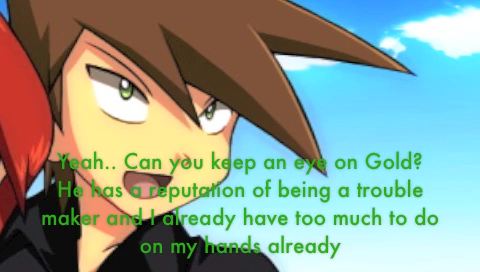 Yeah.. Can you keep an eye on Gold?
He has a reputation of being a trouble
maker and I already have too much to do
on my hands already